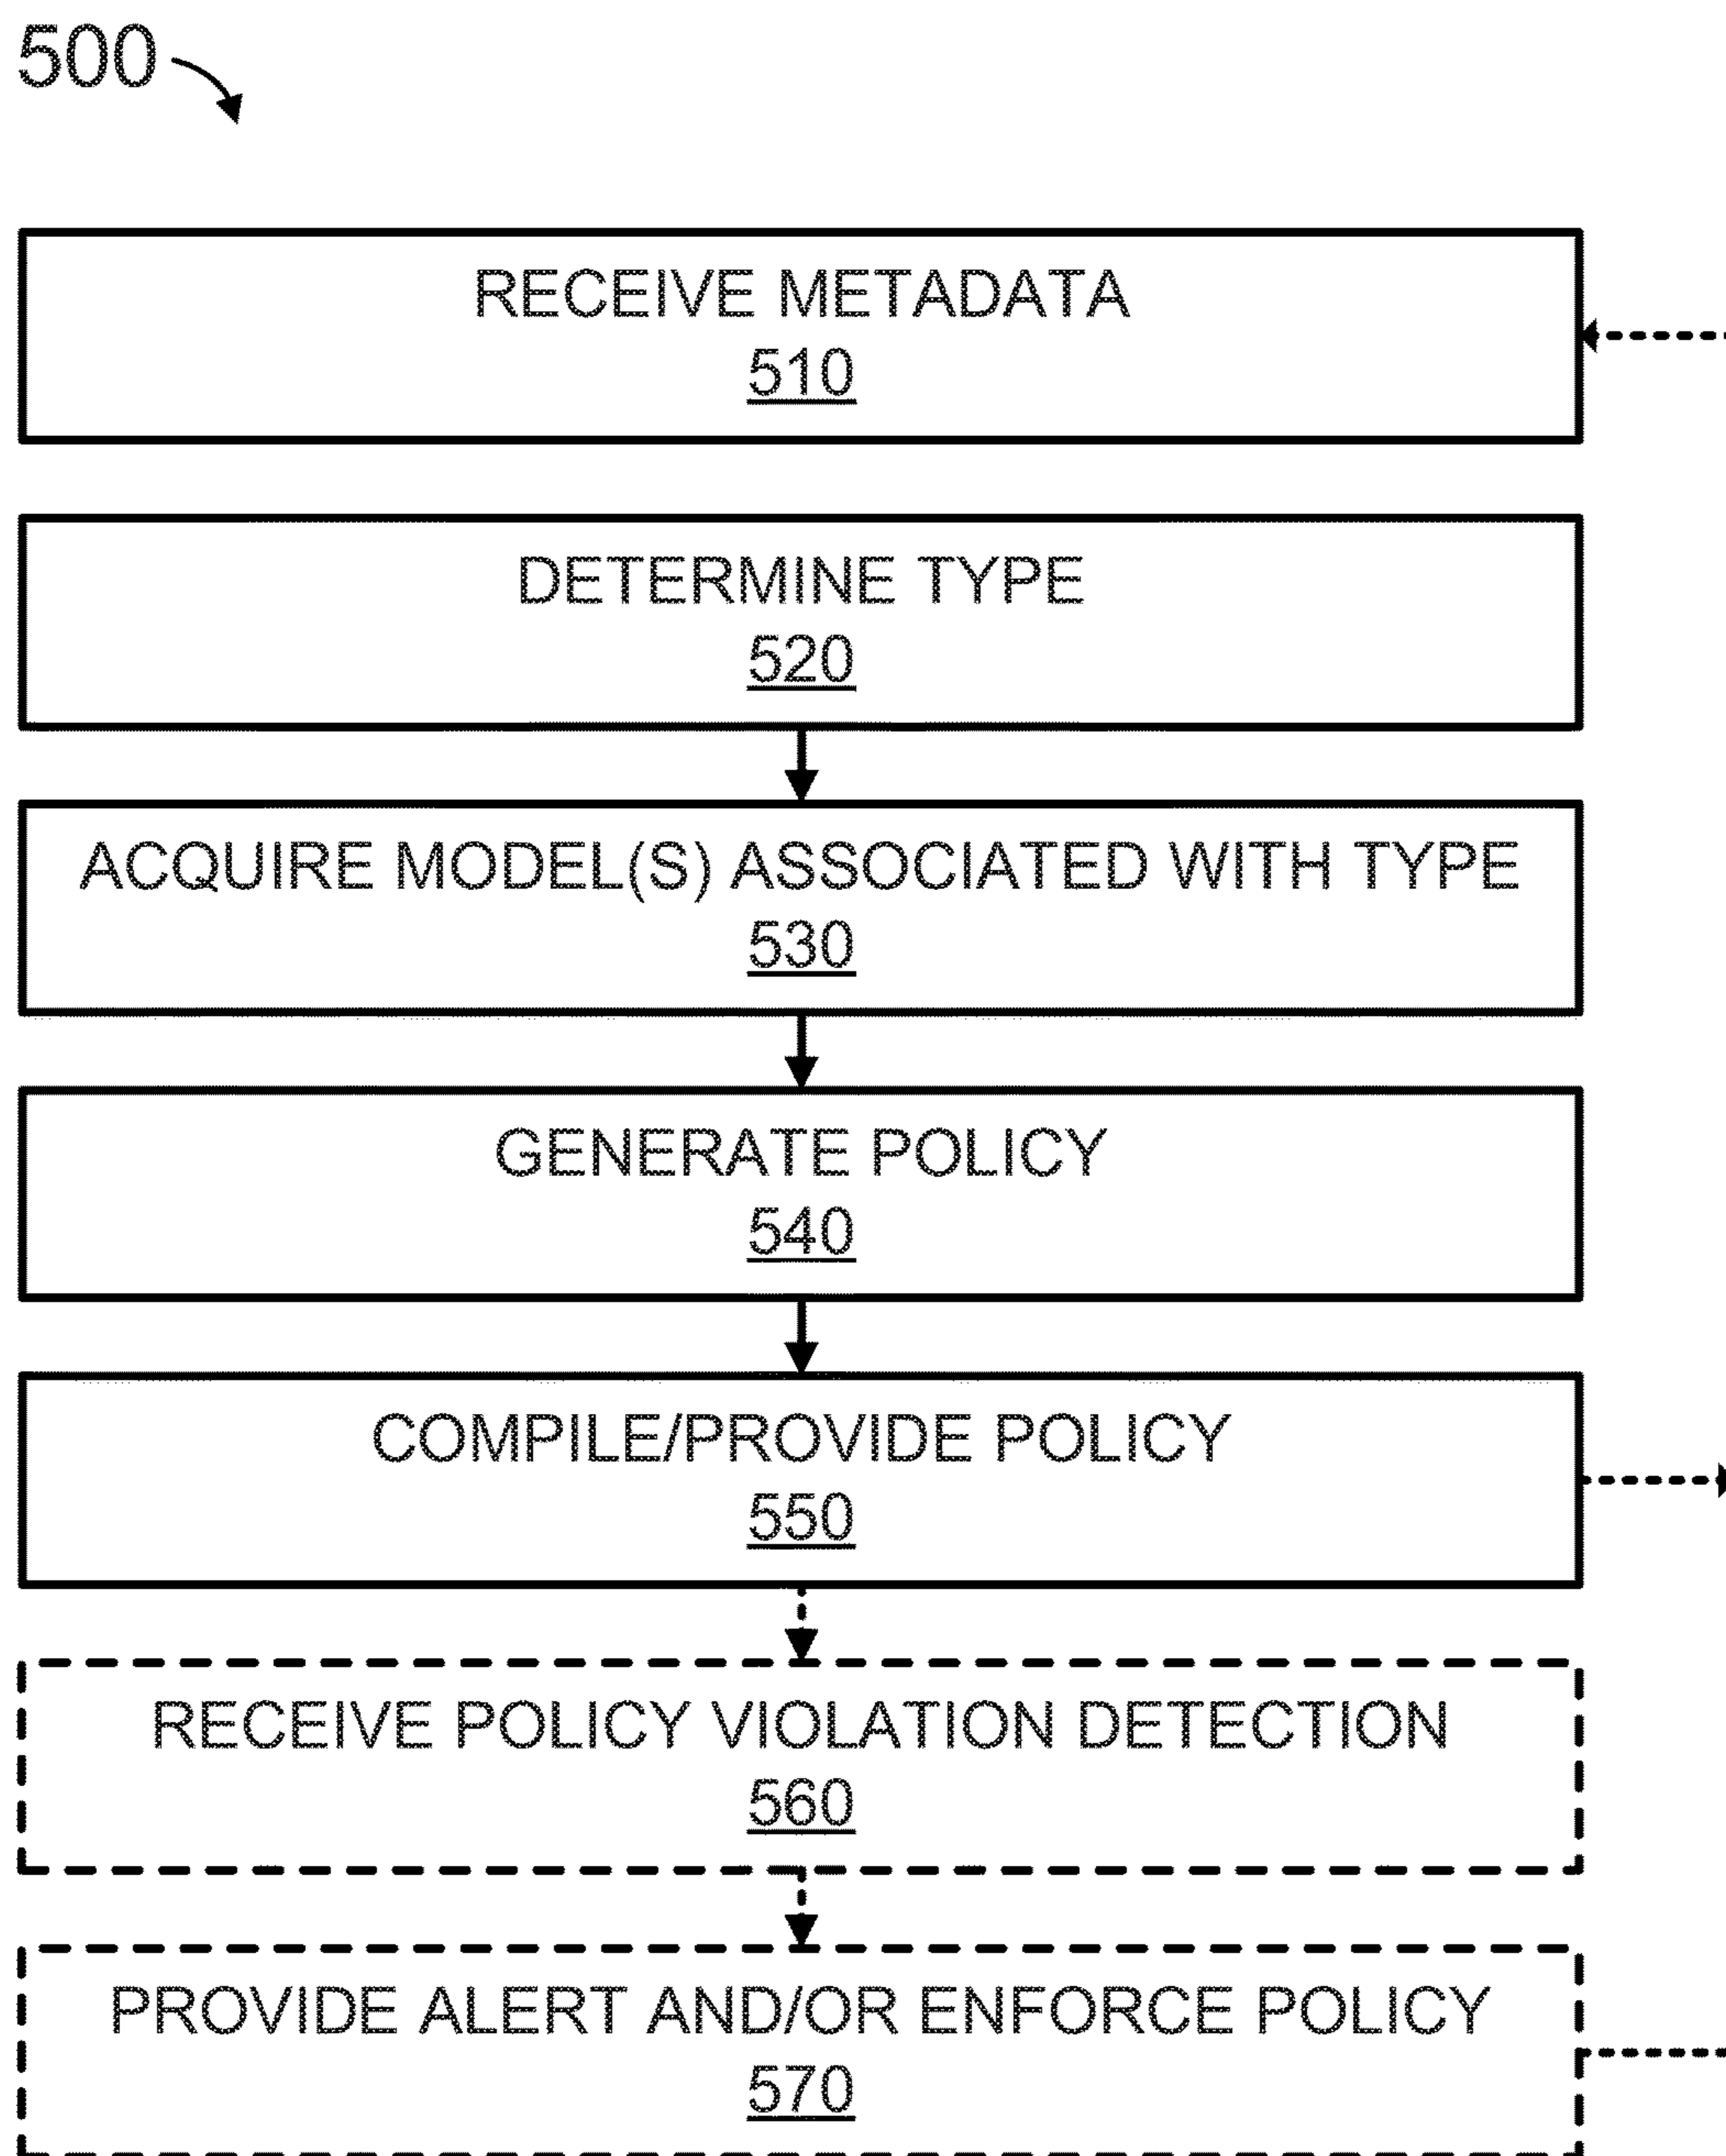 500
RECEIVE METADATA
510
DETERMINE TYPE
520
ACQUIRE MODEL(S) ASSOCIATED WITH TYPE
530
GENERATE POLICY
540
COMPILE/PROVIDE POLICY
550
RECEIVE POLICY VIOLATION DETECTION
560
PROVIDE ALERT AND/OR ENFORCE POLICY
570